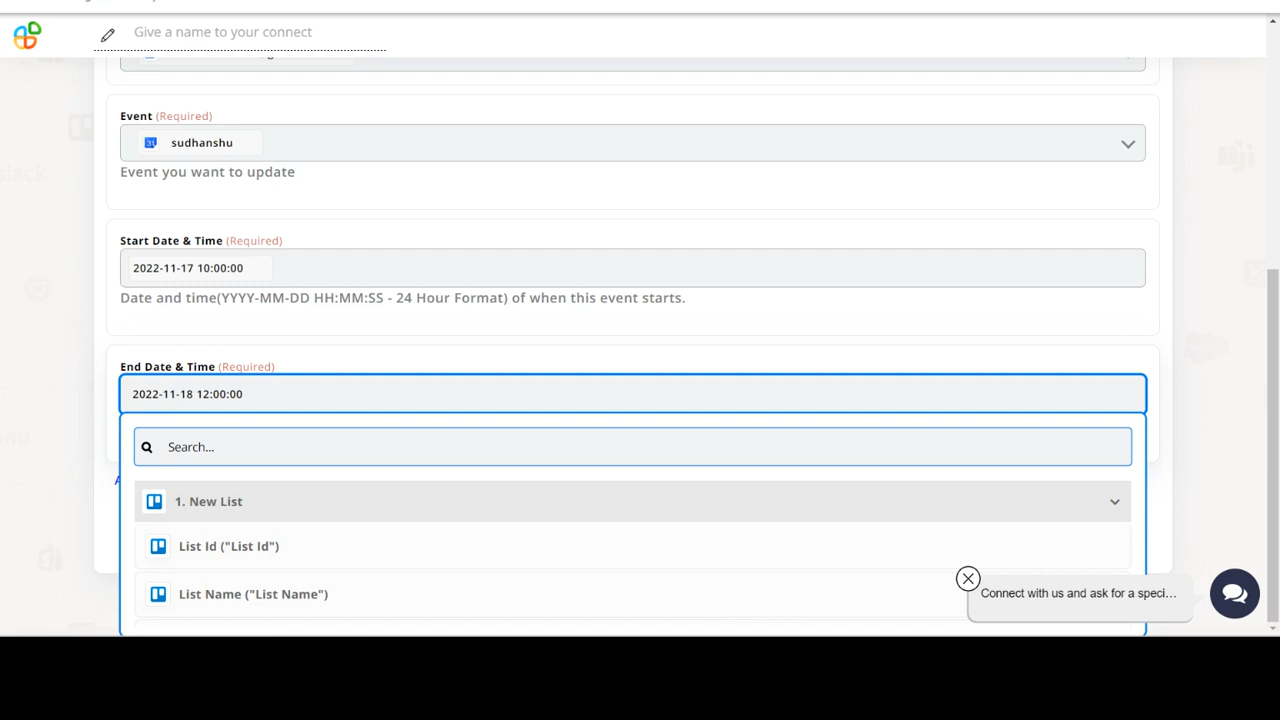 Give a name to your connect
Event (Required)
31 sudhanshu
Event you want to update
Start Date & Time (Required)
2022-11-17 10:00:00
Date and time(YYYY-MM-DD HH:MM:SS - 24 Hour Format) of when this event starts.
End Date & Time (Required)
2022-11-18 12:00:00
Search...
1. New List
List Id ("List Id")
List Name ("List Name")
Connect with us and ask for a speci...
slack